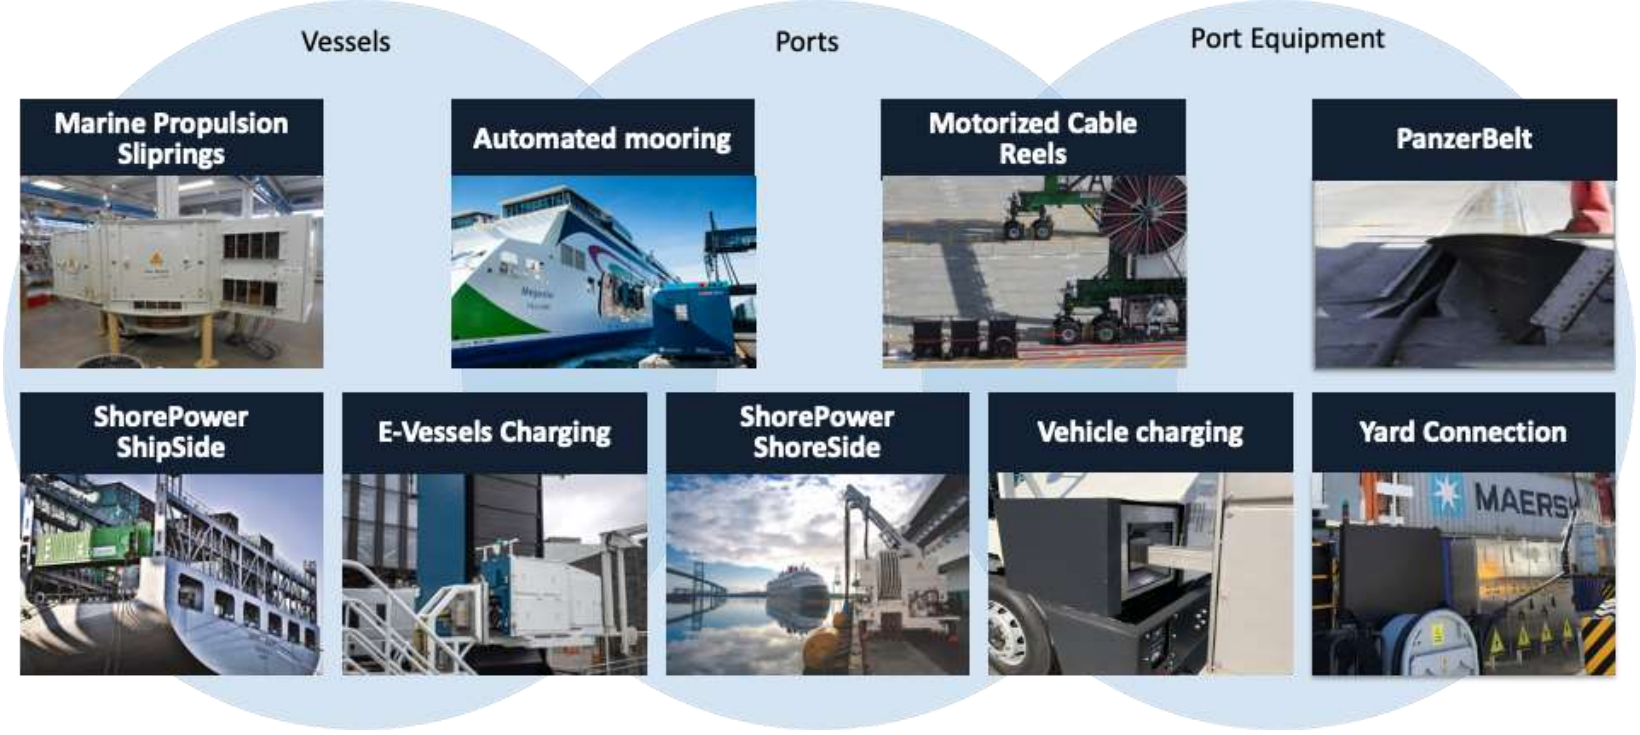 Vessels
Ports
Port Equipment
Marine Propulsion
Sliprings
Automated mooring
Motorized Cable
Reels
PanzerBelt
Megastar
ShorePower
ShipSide
E-Vessels Charging
ShorePower
ShoreSide
Vehicle charging
Yard Connection
MAERSK